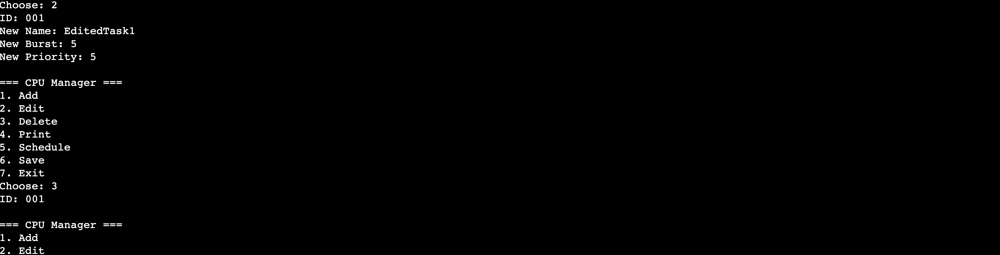 Choose: 2
ID: 001
New Name: EditedTask1
New Burst: 5
New Priority: 5
=== CPU Manager ===
1. Add
2. Edit
3. Delete
4. Print
5. Schedule
6. Save
7. Exit
Choose: 3
ID: 001
=== CPU Manager ===
1. Add
2. Edit